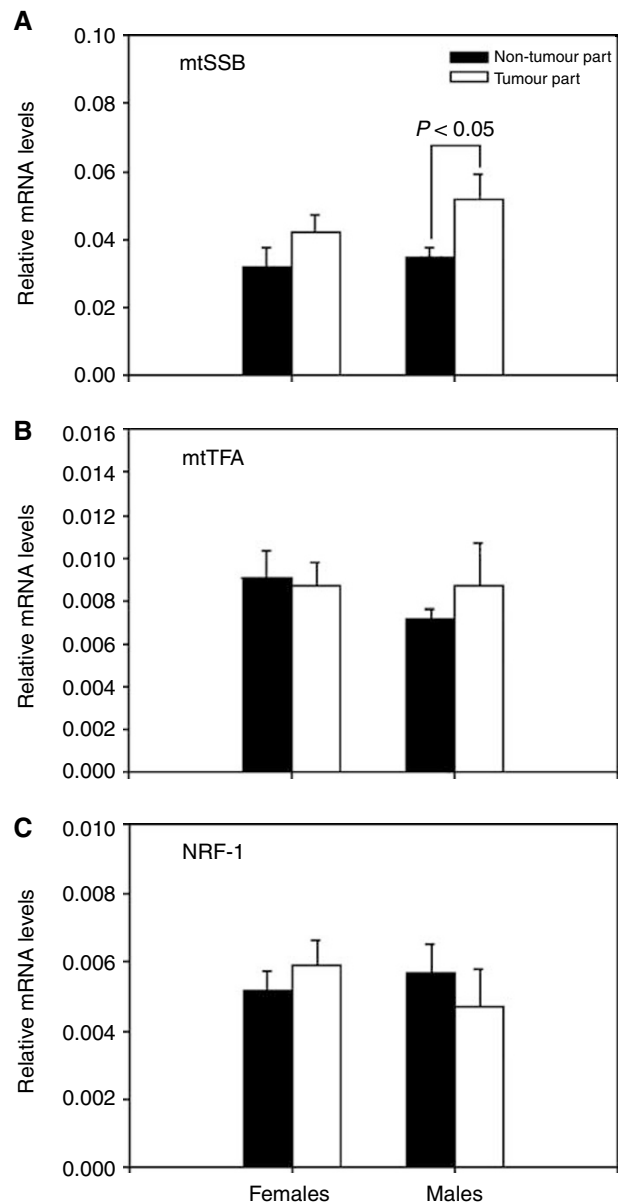 A
mtSSB
Non-tumour part
Tumour part
P < 0.05
Relative mRNA levels
0.10
0.08
0.06
0.04
0.02
0.00
B
mtTFA
Relative mRNA levels
0.016
0.014
0.012
0.010
0.008
0.006
0.004
0.002
0.000
C
NRF-1
Relative mRNA levels
0.010
0.008
0.006
0.004
0.002
0.000
Females Males